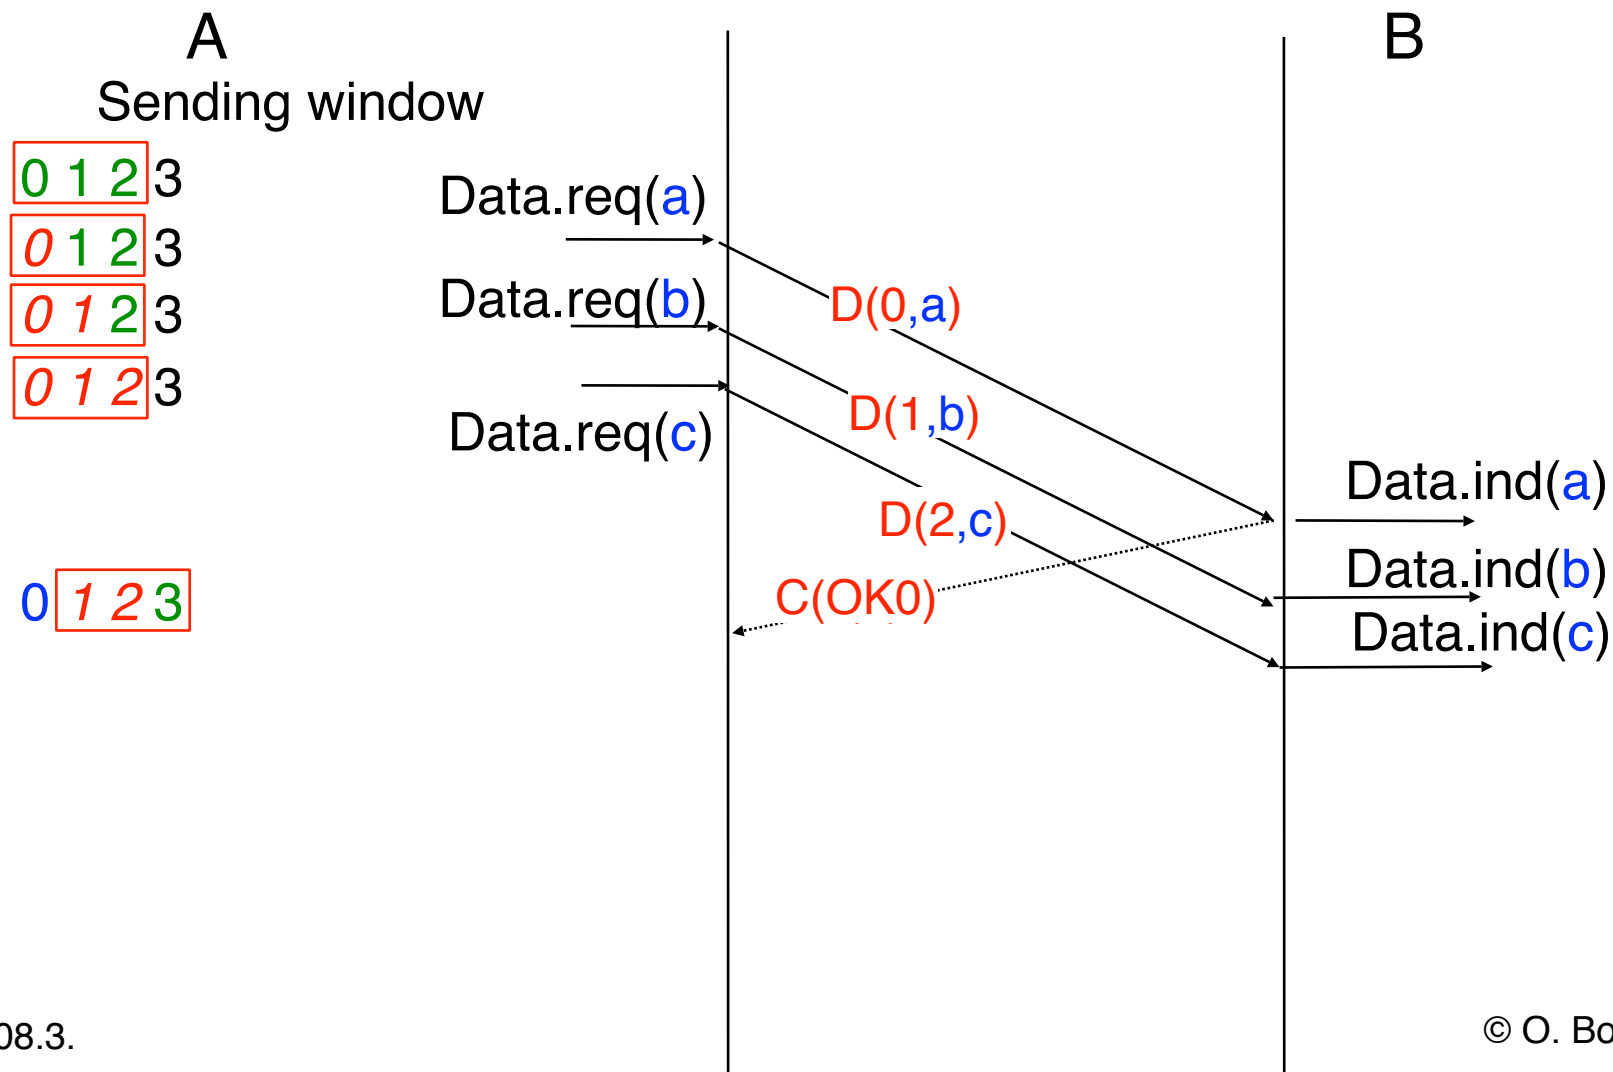 A
B
Sending window
0 1 2 3
Data.req(a)
0 1 2 3
Data.req(b)
D(0,a)
0 1 2 3
0 1 2 3
D(1,b)
Data.req(c)
Data.ind(a)
D(2,c)
Data.ind(b)
0 1 2 3
C(OK0)
Data.ind(c)
08.3.
© O. Bo